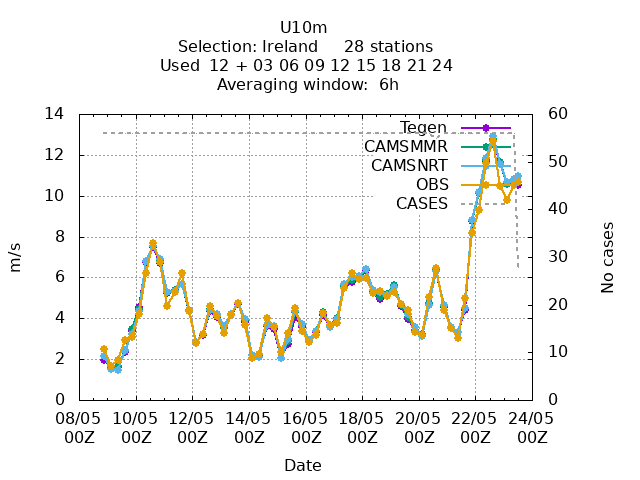 U10m
Selection: Ireland 28 stations
Used 12 + 03 06 09 12 15 18 21 24
Averaging window: 6h
14 60
Tegen
12 50
CAMSMMR
CAMSNRT
OBS
10
CASES
40
8
30
6
20
4
10
2
0 0
m/s
No cases
08/05 10/05 12/05 14/05 16/05 18/05 20/05 22/05 24/05
00Z 00Z 00Z 00Z 00Z 00Z 00Z 00Z 00Z
Date